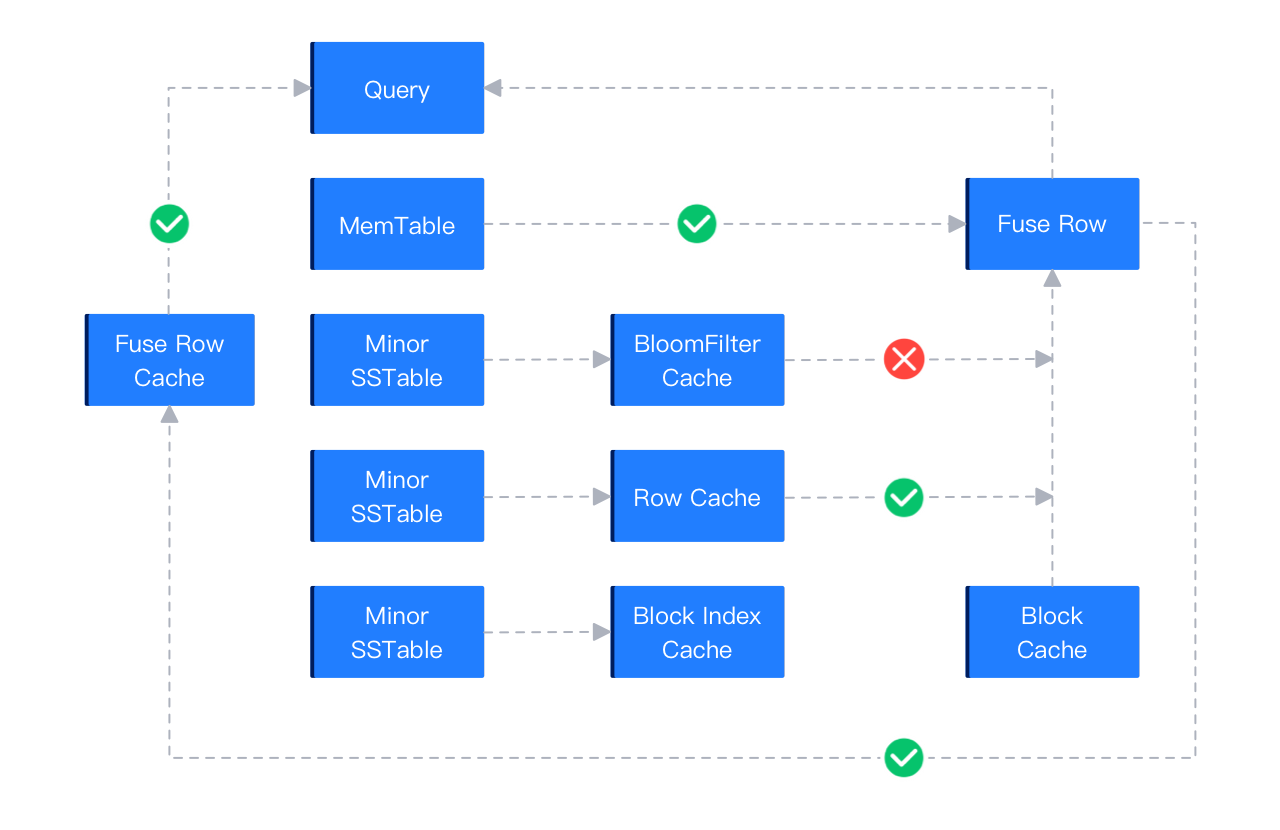 Query
MemTable
Fuse Row
Fuse Row
Cache
Minor
SSTable
BloomFilter
Cache
Minor
SSTable
Row Cache
Minor
SSTable
Block Index
Cache
Block
Cache